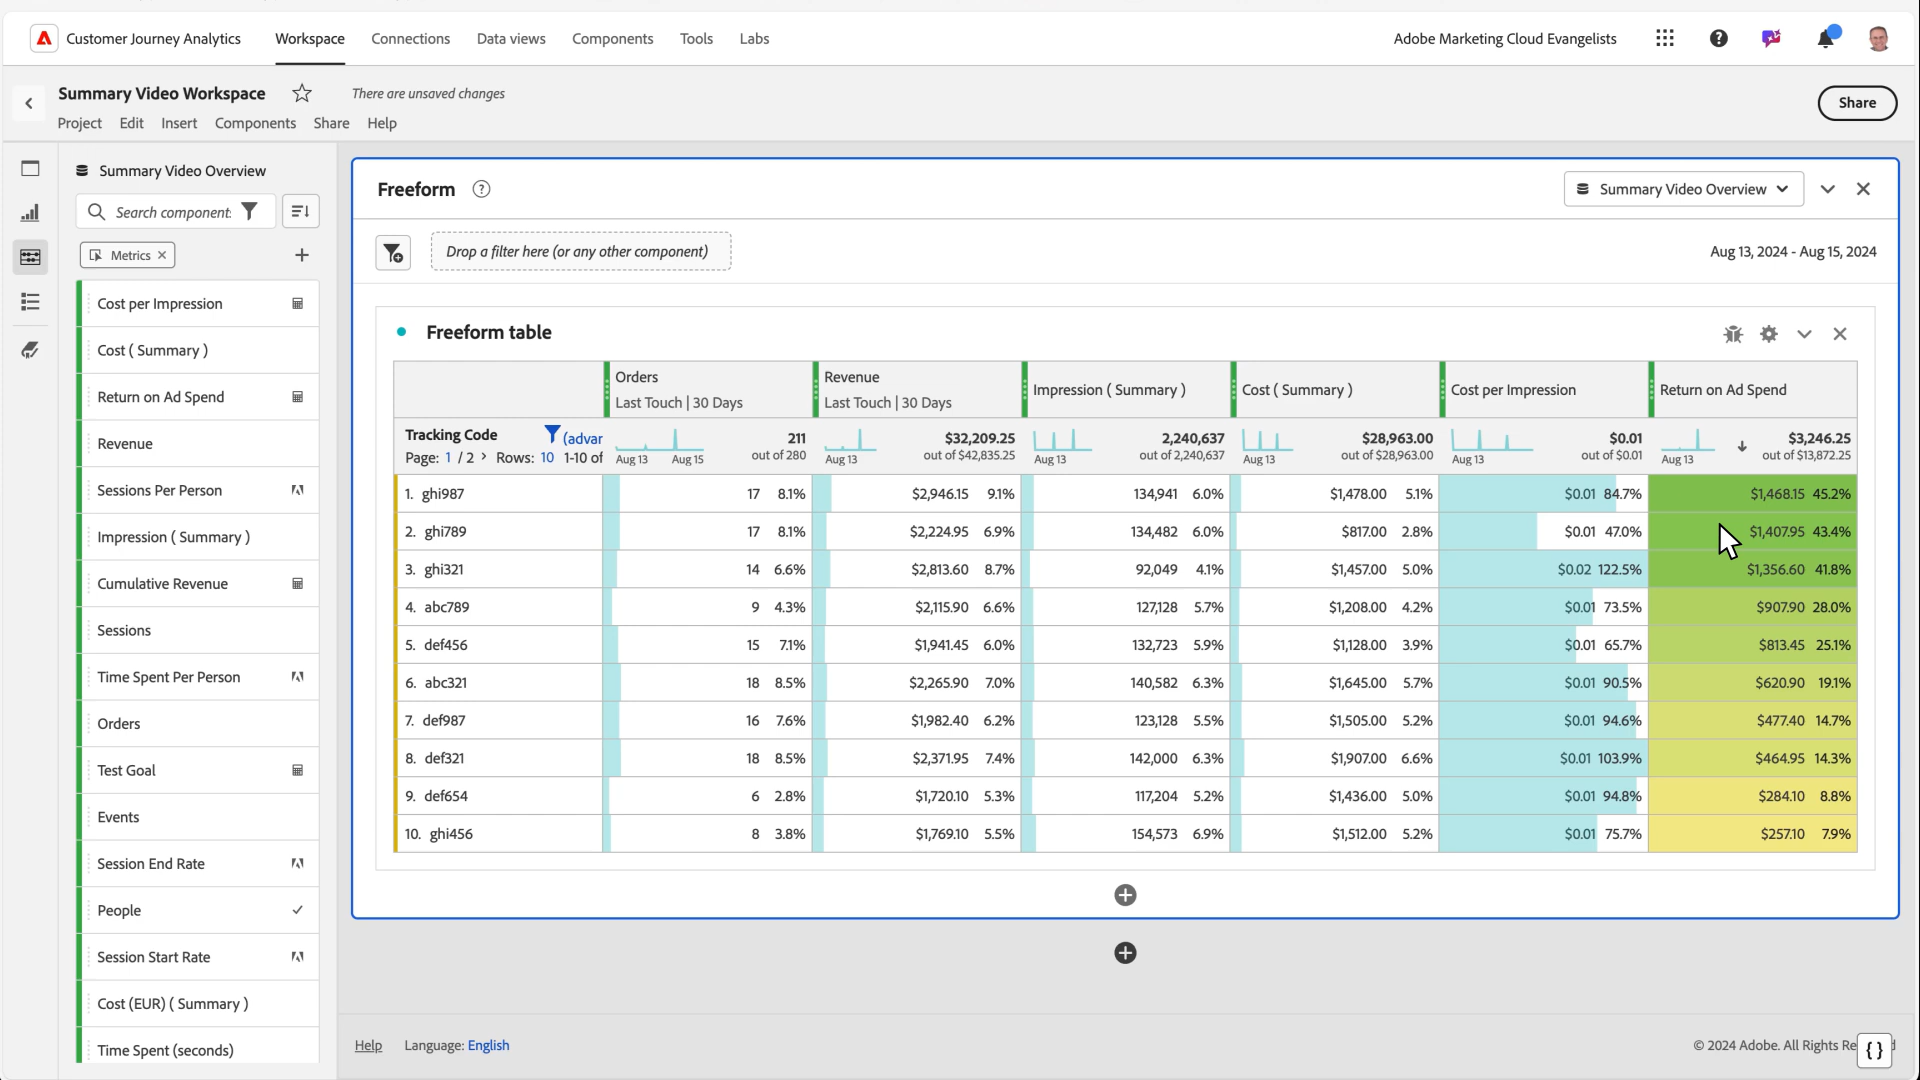 Customer Journey Analytics Workspace Connections Data views Components Tools Labs Adobe Marketing Cloud Evangelists
Summary Video Workspace There are unsaved changes
Share
Project Edit Insert Components Share Help
Summary Video Overview
Search component:
Metrics
Cost per Impression
Cost ( Summary )
Return on Ad Spend
Revenue
Sessions Per Person
Impression ( Summary )
Cumulative Revenue
Sessions
Time Spent Per Person
Orders
Test Goal
Events
Session End Rate
People
Session Start Rate
Cost (EUR) ( Summary )
Time Spent (seconds)
Freeform Summary Video Overview
Drop a filter here (or any other component) Aug 13, 2024 - Aug 15, 2024
Freeform table
Orders Last Touch | 30 Days
Revenue Last Touch | 30 Days
Impression ( Summary )
Cost ( Summary )
Cost per Impression
Return on Ad Spend
Tracking Code (advar
Page: 1 / 2 > Rows: 10 1-10 of
Aug 13 Aug 15 211 out of 280
Aug 13 $32,209.25 out of $42,835.25
Aug 13 2,240,637 out of 2,240,637
Aug 13 $28,963.00 out of $28,963.00
Aug 13 $0.01 out of $0.01
Aug 13 $3,246.25 out of $13,872.25
1. ghi987 17 8.1% $2,946.15 9.1% 134,941 6.0% $1,478.00 5.1% $0.01 84.7% $1,468.15 45.2%
2. ghi789 17 8.1% $2,224.95 6.9% 134,482 6.0% $817.00 2.8% $0.01 47.0% $1,407.95 43.4%
3. ghi321 14 6.6% $2,813.60 8.7% 92,049 4.1% $1,457.00 5.0% $0.02 122.5% $1,356.60 41.8%
4. abc789 9 4.3% $2,115.90 6.6% 127,128 5.7% $1,208.00 4.2% $0.01 73.5% $907.90 28.0%
5. def456 15 7.1% $1,941.45 6.0% 132,723 5.9% $1,128.00 3.9% $0.01 65.7% $813.45 25.1%
6. abc321 18 8.5% $2,265.90 7.0% 140,582 6.3% $1,645.00 5.7% $0.01 90.5% $620.90 19.1%
7. def987 16 7.6% $1,982.40 6.2% 123,128 5.5% $1,505.00 5.2% $0.01 94.6% $477.40 14.7%
8. def321 18 8.5% $2,371.95 7.4% 142,000 6.3% $1,907.00 6.6% $0.01 103.9% $464.95 14.3%
9. def654 6 2.8% $1,720.10 5.3% 117,204 5.2% $1,436.00 5.0% $0.01 94.8% $284.10 8.8%
10. ghi456 8 3.8% $1,769.10 5.5% 154,573 6.9% $1,512.00 5.2% $0.01 75.7% $257.10 7.9%
Help Language: English © 2024 Adobe. All Rights Re